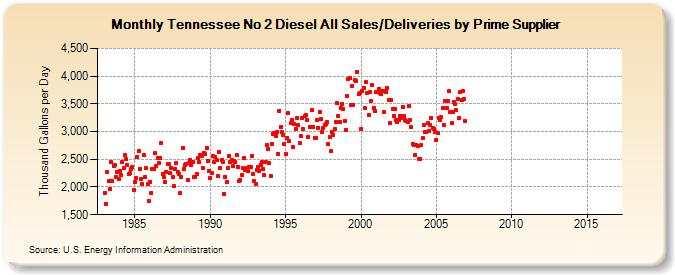 Monthly Tennessee No 2 Diesel All Sales/Deliveries by Prime Supplier
Thousand Gallons per Day
4,500
4,000
3,500
3,000
2,500
2,000
1,500
1985 1990 1995 2000 2005 2010 2015
Source: U.S. Energy Information Administration